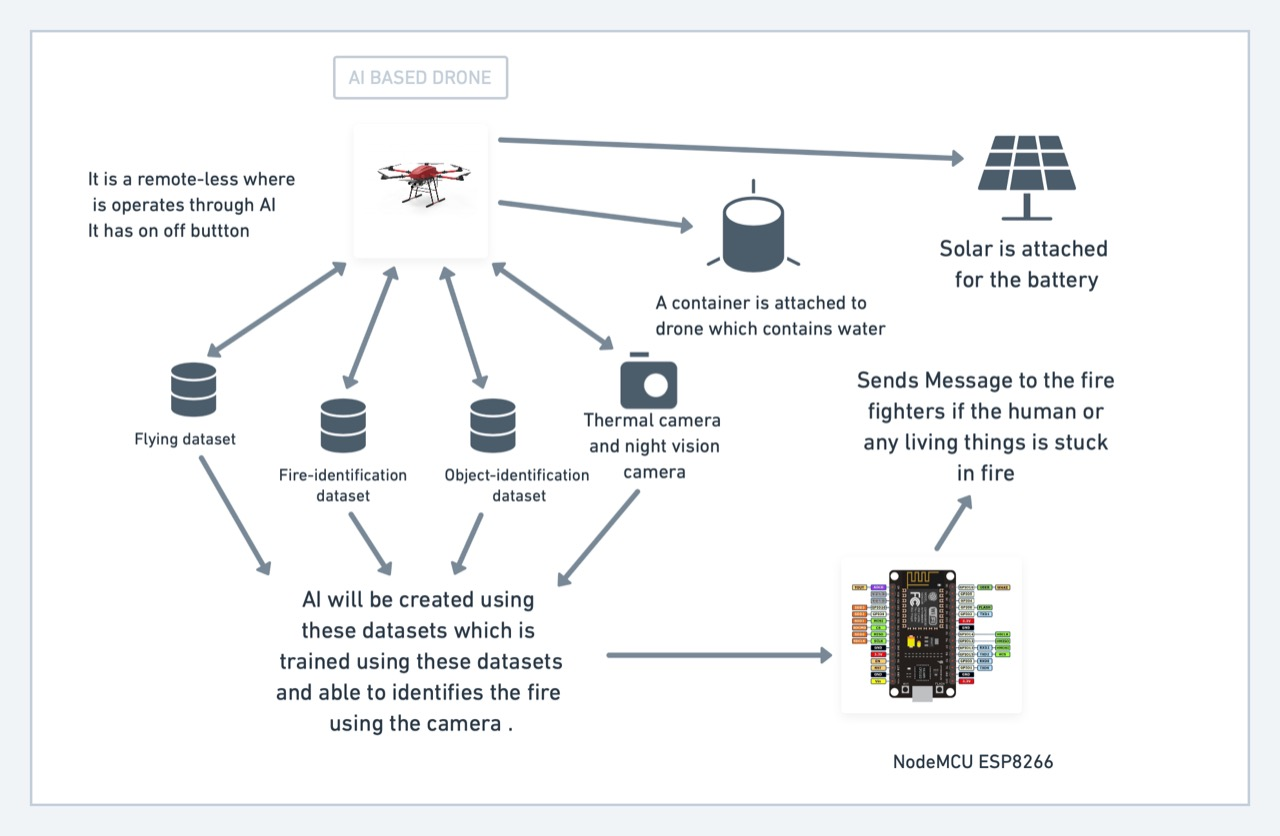 AI BASED DRONE
It is a remote-less where
is operates through AI
It has on off buttton
Solar is attached
for the battery
A container is attached to
drone which contains water
Flying dataset
Fire-identification
dataset
Object-identification
dataset
Thermal camera
and night vision
camera
Sends Message to the fire
fighters if the human or
any living things is stuck
in fire
AI will be created using
these datasets which is
trained using these datasets
and able to identifies the fire
using the camera .
NodeMCU ESP8266